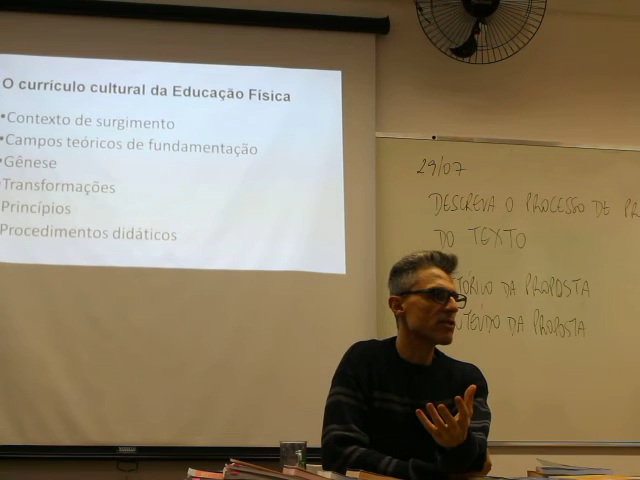 O currículo cultural da Educação Física
•Contexto de surgimento
•Campos teóricos de fundamentação
•Gênese
•Transformações
Princípios
Procedimentos didáticos
29/07
DESCREVA O PROCESSO DE
DO TEXTO
DA PROPOSTA
DA PROPOSTA